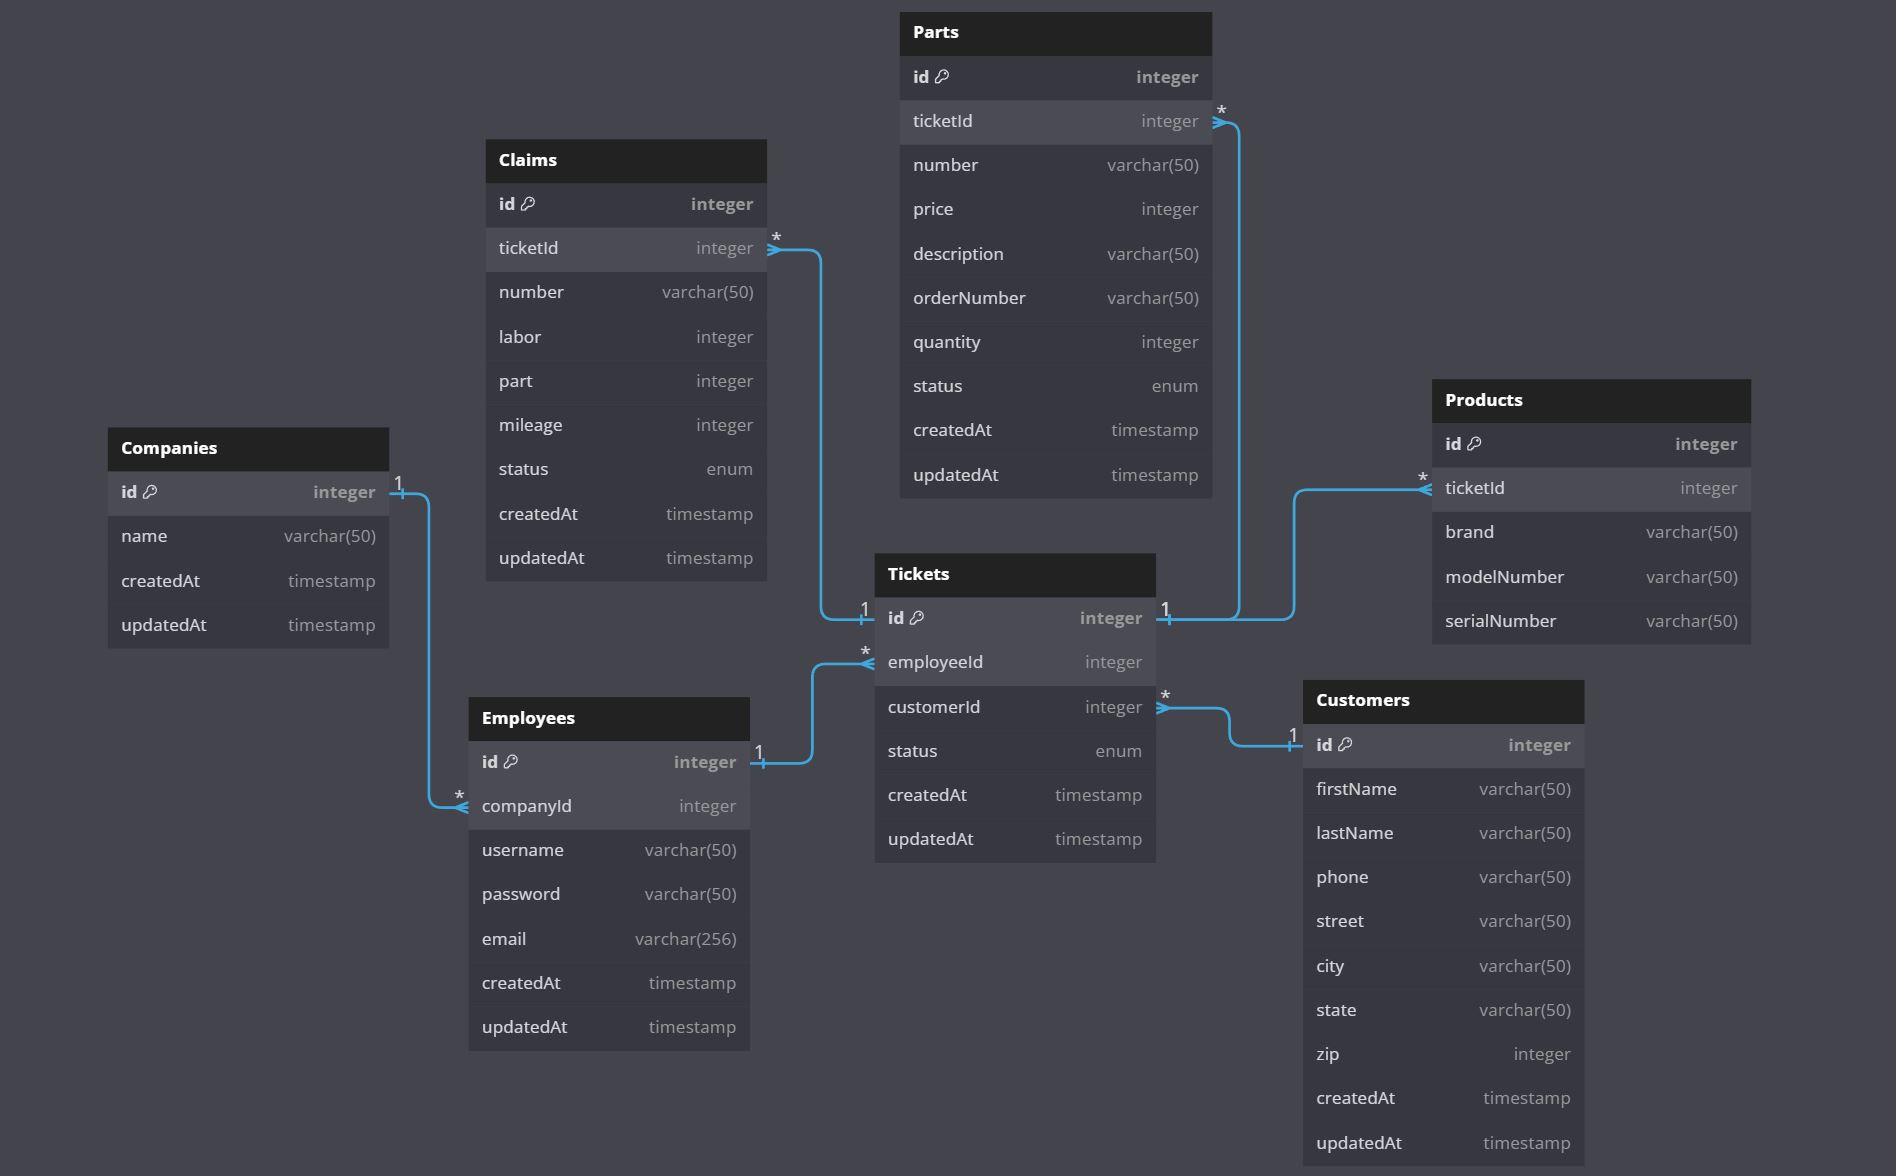 Parts
id integer
ticketId integer
number varchar(50)
price integer
description varchar(50)
orderNumber varchar(50)
quantity integer
status enum
createdAt timestamp
updatedAt timestamp
*
Claims
id integer
ticketId integer
number varchar(50)
labor integer
part integer
mileage integer
status enum
createdAt timestamp
updatedAt timestamp
*
Companies
id integer
name varchar(50)
createdAt timestamp
updatedAt timestamp
1
Products
id integer
ticketId integer
brand varchar(50)
modelNumber varchar(50)
serialNumber varchar(50)
*
Tickets
id integer
employeeId integer
customerId integer
status enum
createdAt timestamp
updatedAt timestamp
1
1
*
*
Employees
id integer
companyId integer
username varchar(50)
password varchar(50)
email varchar(256)
createdAt timestamp
updatedAt timestamp
1
*
Customers
id integer
firstName varchar(50)
lastName varchar(50)
phone varchar(50)
street varchar(50)
city varchar(50)
state varchar(50)
zip integer
createdAt timestamp
updatedAt timestamp
1